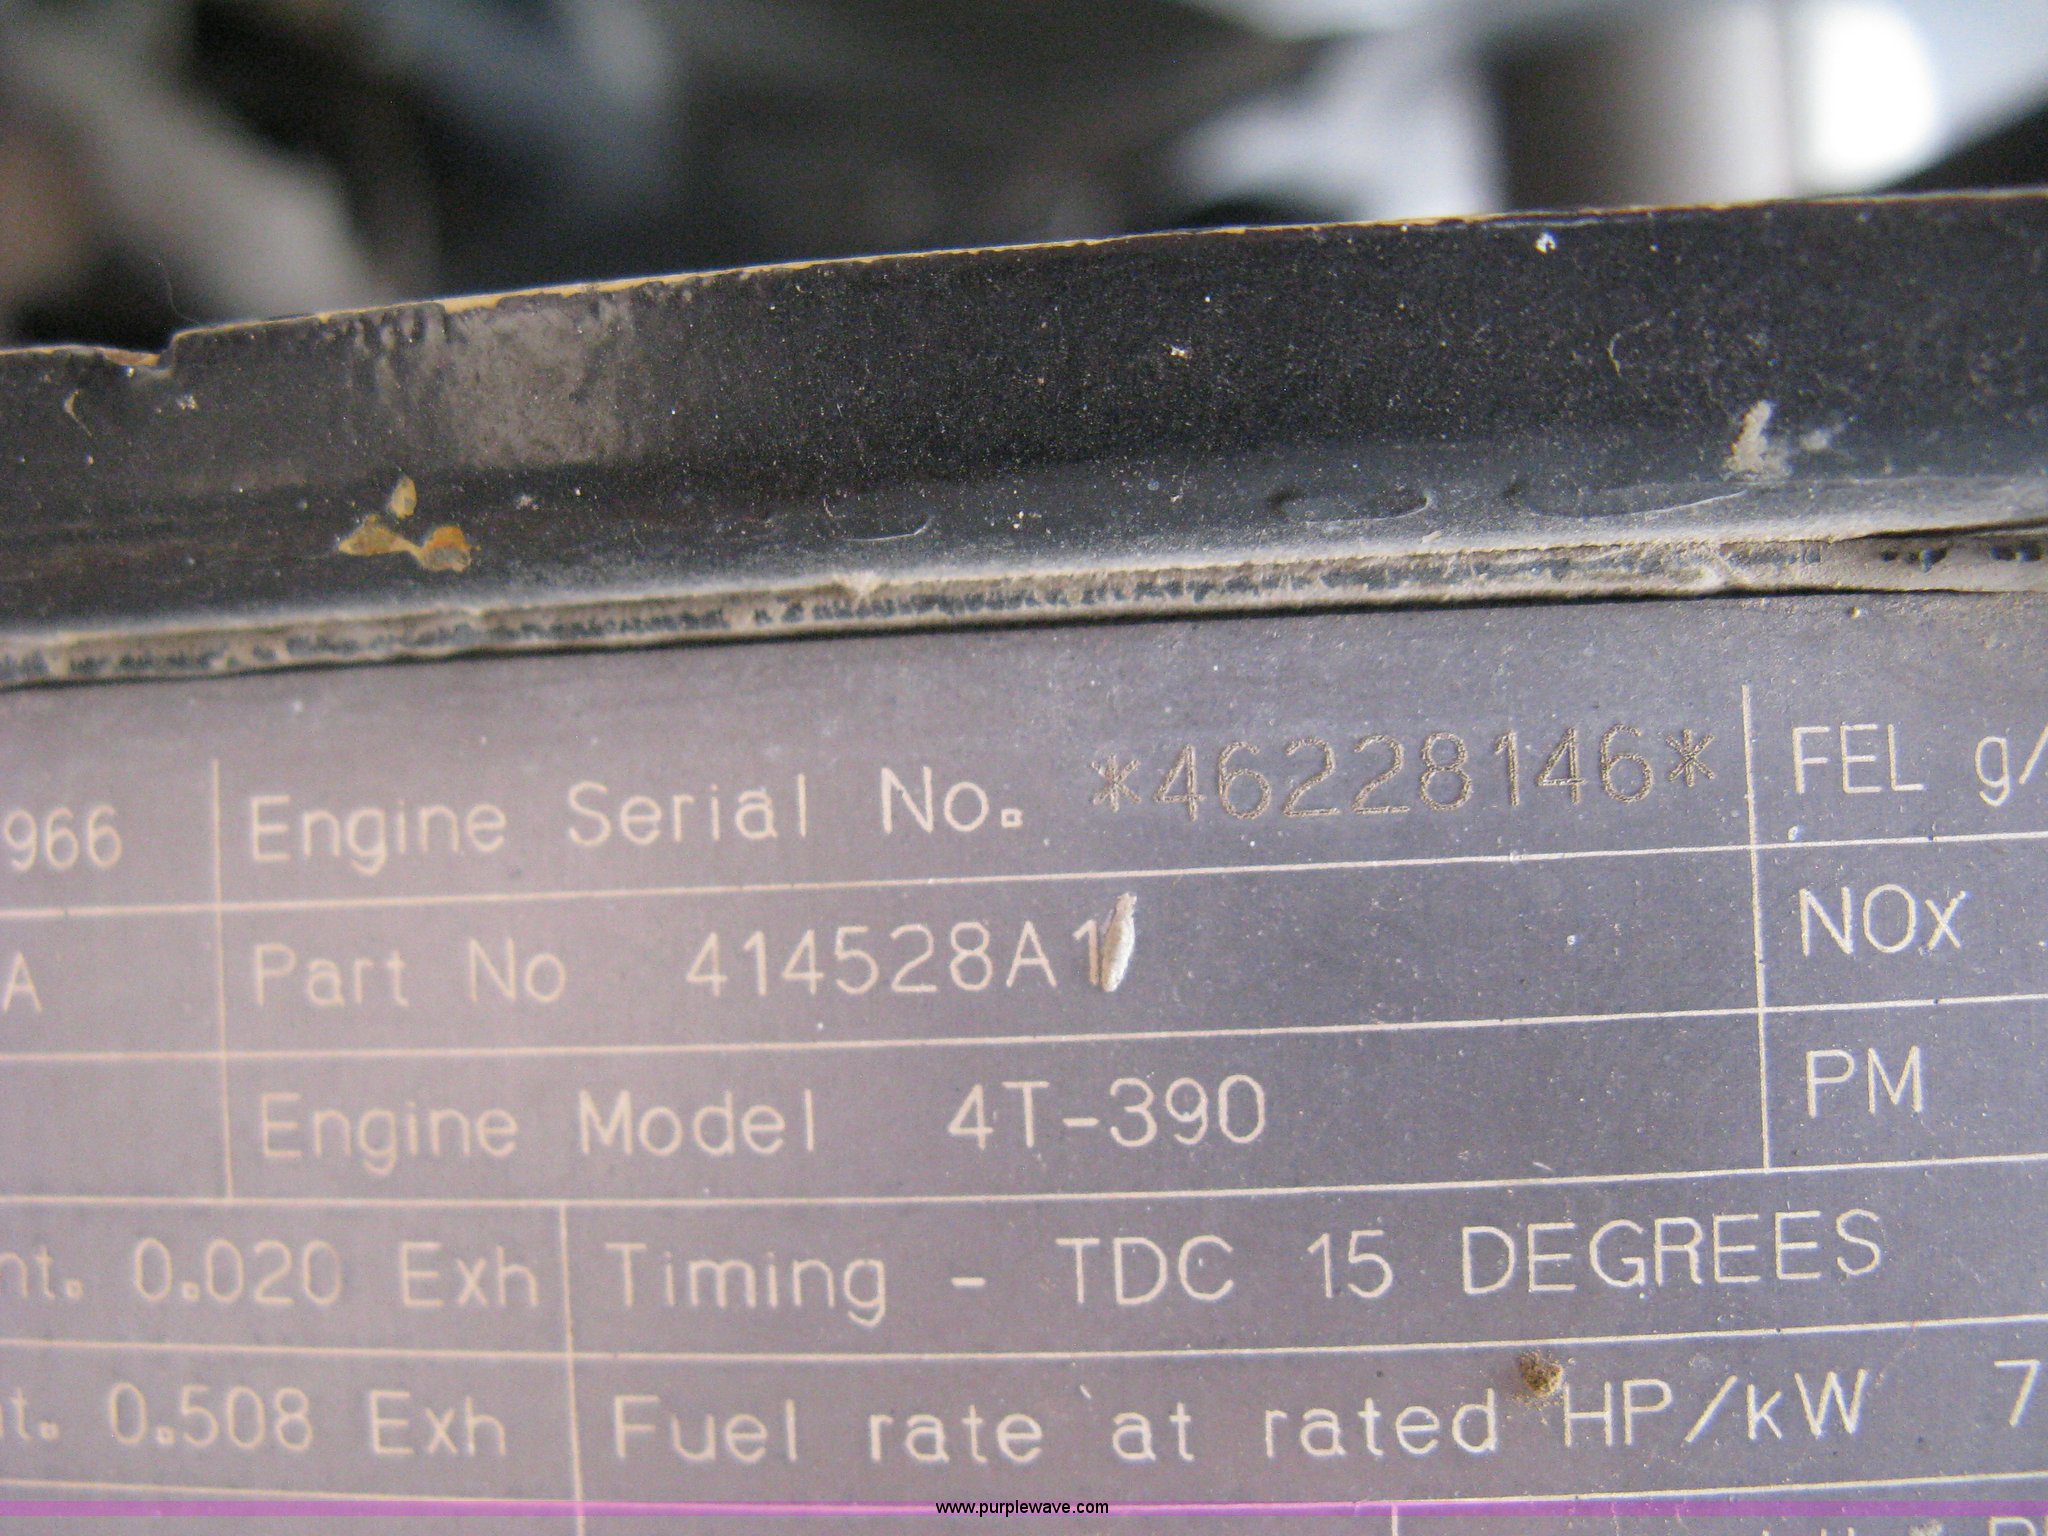 966 Engine Serial No. *46228146* FEL g/
A Part No 414528A1 NOx
Engine Model 4T-390 PM
nt. 0.020 Exh Timing - TDC 15 DEGREES
nt. 0.508 Exh Fuel rate at rated HP/kW 7
www.purplewave.com